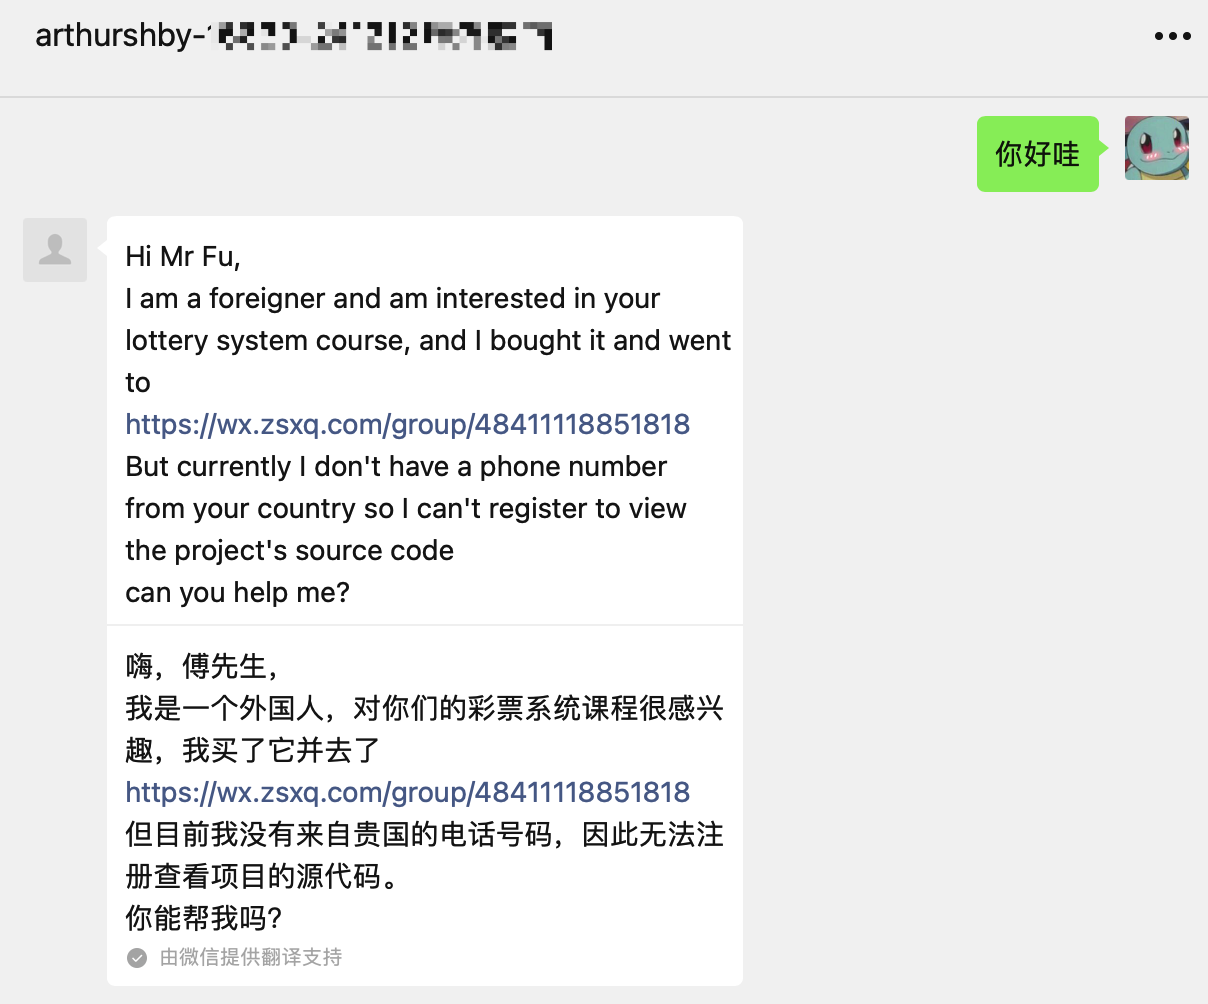 arthurshby-
你好哇
Hi Mr Fu,
I am a foreigner and am interested in your
lottery system course, and I bought it and went
to
https://wx.zsxq.com/group/48411118851818
But currently I don't have a phone number
from your country so I can't register to view
the project's source code
can you help me?
嗨，傅先生，
我是一个外国人，对你们的彩票系统课程很感兴
趣，我买了它并去了
https://wx.zsxq.com/group/48411118851818
但目前我没有来自贵国的电话号码，因此无法注
册查看项目的源代码。
你能帮我吗?
由微信提供翻译支持